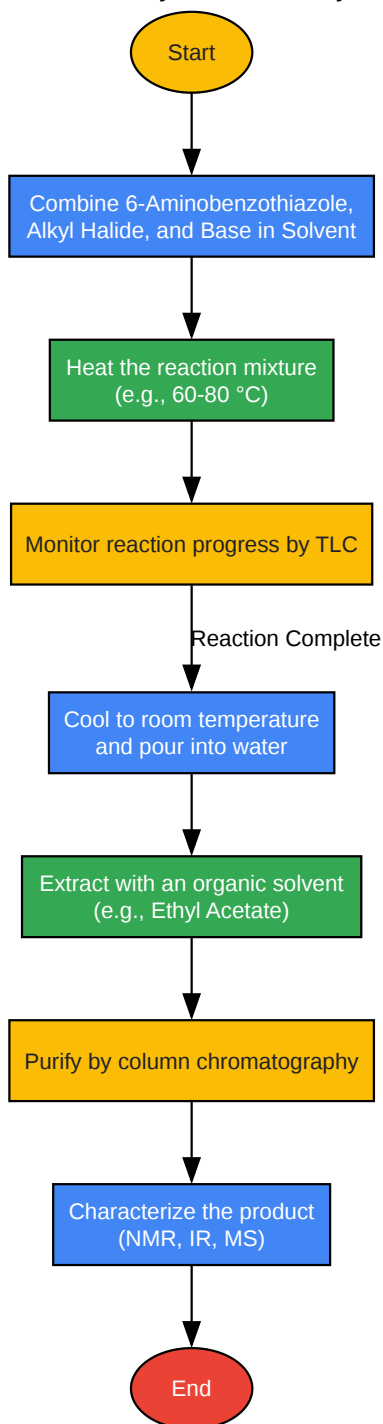 Start
Combine 6-Aminobenzothiazole,
Alkyl Halide, and Base in Solvent
Heat the reaction mixture
(e.g., 60-80 °C)
Monitor reaction progress by TLC
Reaction Complete
Cool to room temperature
and pour into water
Extract with an organic solvent
(e.g., Ethyl Acetate)
Purify by column chromatography
Characterize the product
(NMR, IR, MS)
End